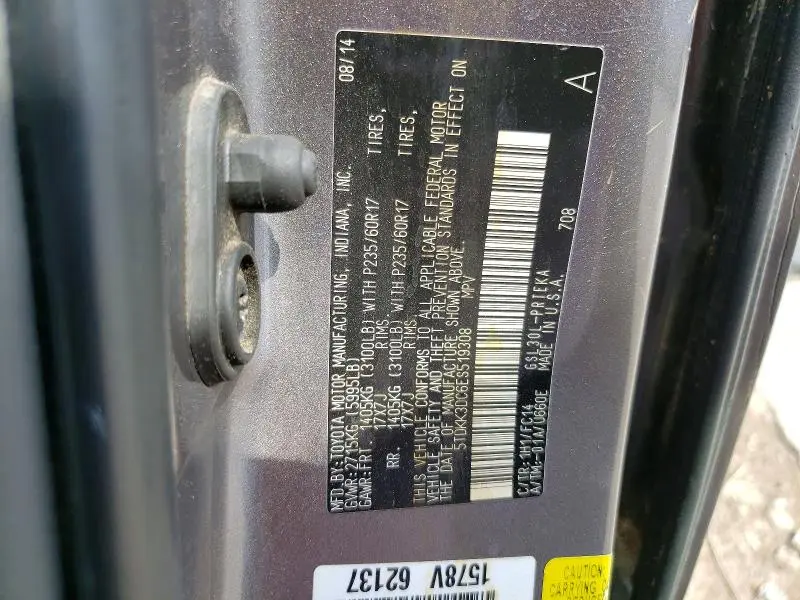 MFD.BY:TOYOTA MOTOR MANUFACTURING, INDIANA, INC. 08/14
GVWR:2715KG (5995LB)
GAWR:FR. 1405KG (3100LB) WITH P235/60R17 TIRES,
17X7J RIMS.
RR. 1405KG (3100LB) WITH P235/60R17 TIRES,
17X7J RIMS.
THIS VEHICLE CONFORMS TO ALL APPLICABLE FEDERAL MOTOR
VEHICLE SAFETY AND THEFT PREVENTION STANDARDS IN EFFECT ON
THE DATE OF MANUFACTURE SHOWN ABOVE.
5TDKK3DC6ES519308 MPV
C/TR:1H1/FC14 GSL30L-PRTEKA 708
A/TM:-01A/U660E MADE IN U.S.A.
A
1578V
62137
CAUTION:
CARRYING